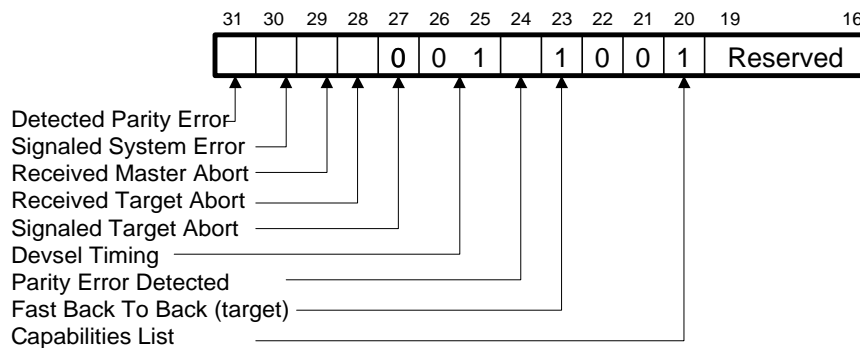 31 30 29 28 27 26 25 24 23 22 21 20 19 16
0 0 1 1 0 0 1 Reserved
Detected Parity Error
Signaled System Error
Received Master Abort
Received Target Abort
Signaled Target Abort
Devsel Timing
Parity Error Detected
Fast Back To Back (target)
Capabilities List